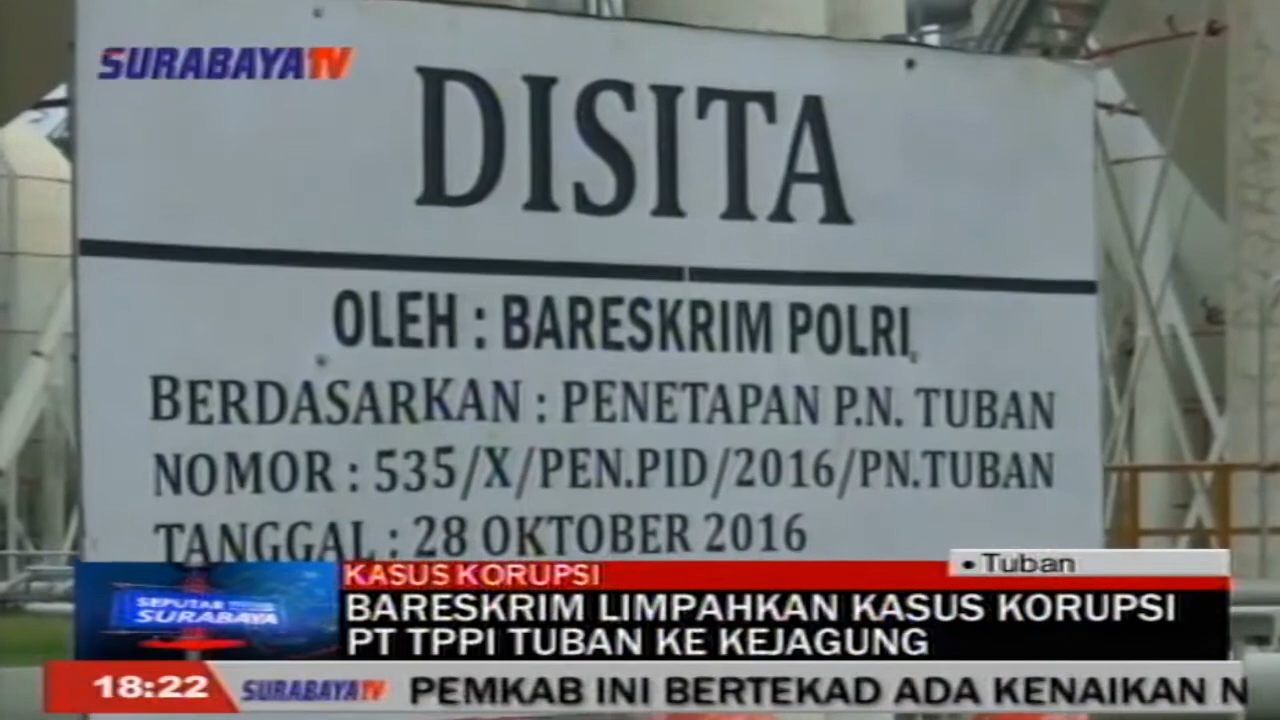 SURABAYATV
DISITA
OLEH : BARESKRIM POLRI
BERDASARKAN : PENETAPAN P.N. TUBAN
NOMOR : 535/X/PEN.PID/2016/PN.TUBAN
TANGGAL : 28 OKTOBER 2016
• Tuban
KASUS KORUPSI
SEPUTAR
SURABAYA
BARESKRIM LIMPAHKAN KASUS KORUPSI
PT TPPI TUBAN KE KEJAGUNG
18:22 SURABAYATV PEMKAB INI BERTEKAD ADA KENAIKAN N